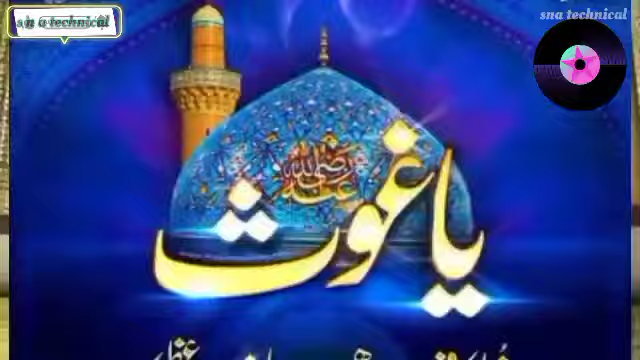 sna technical
sna technical
رضی اللہ
عنہ
یا غوث